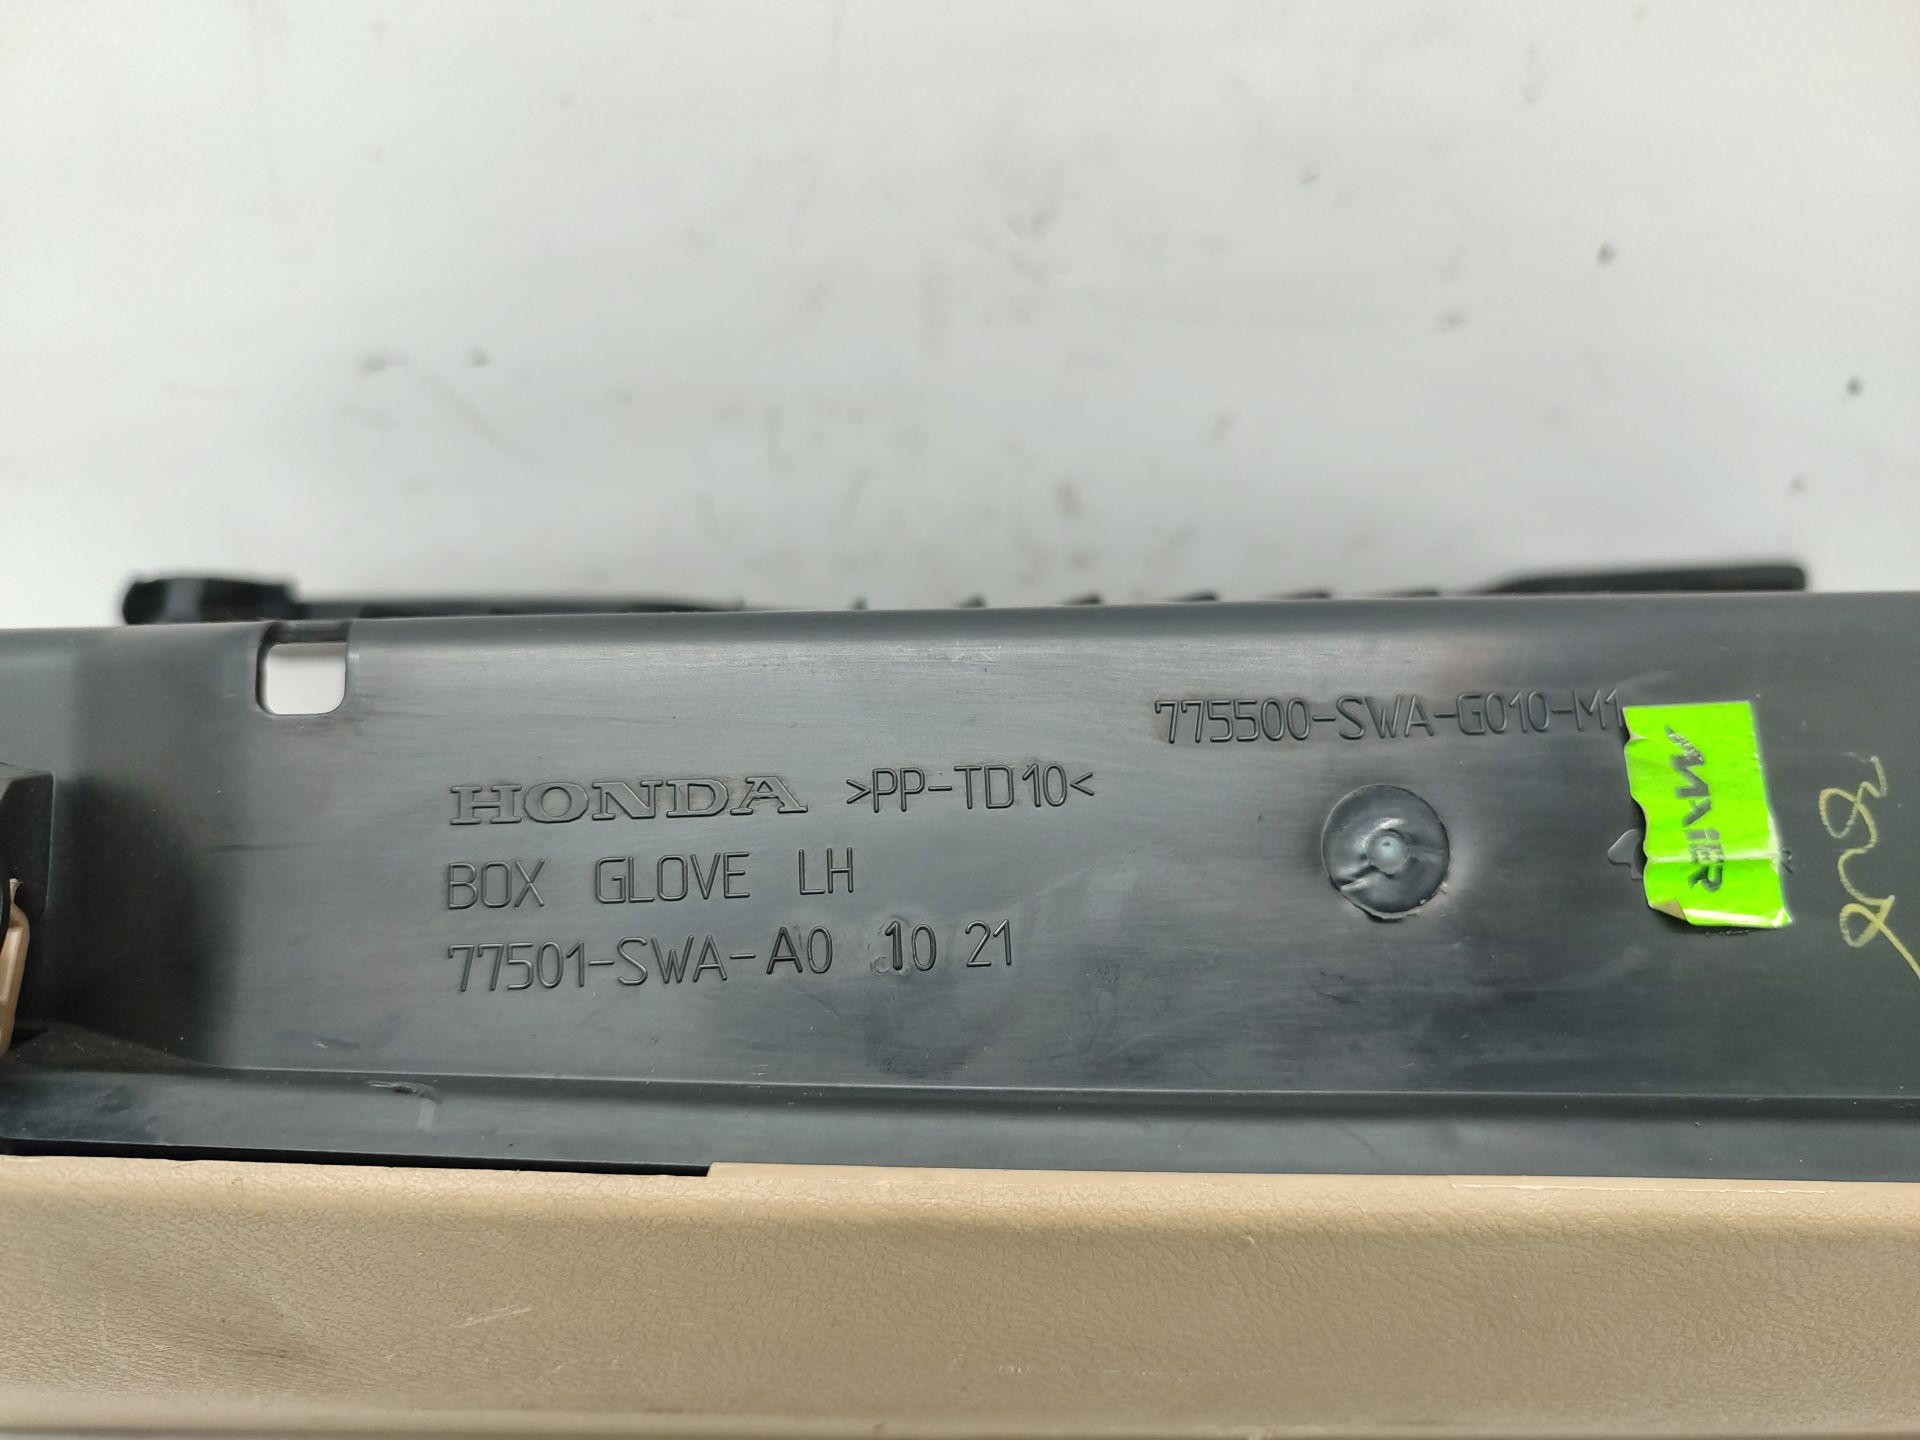 775500-SWA-G010-M1
HONDA >PP-TD10<
BOX GLOVE LH
77501-SWA-A0 10 21
MAIER